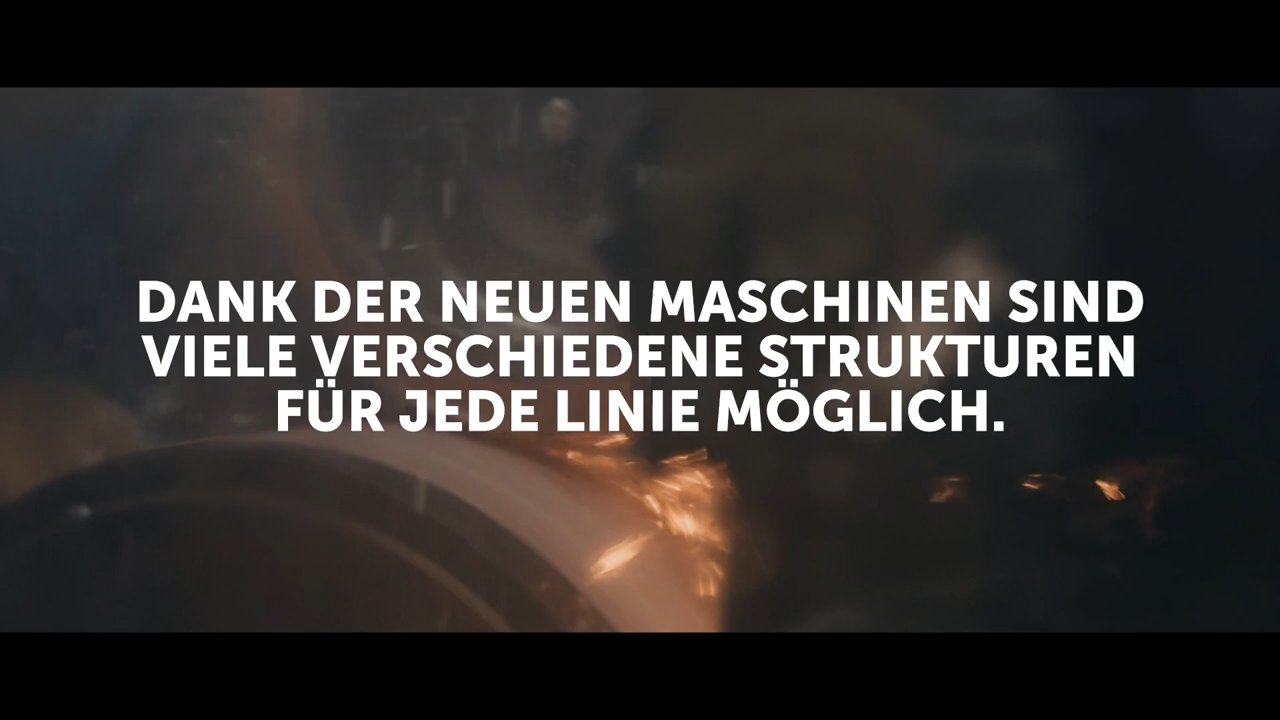 DANK DER NEUEN MASCHINEN SIND
VIELE VERSCHIEDENE STRUKTUREN
FÜR JEDE LINIE MÖGLICH.